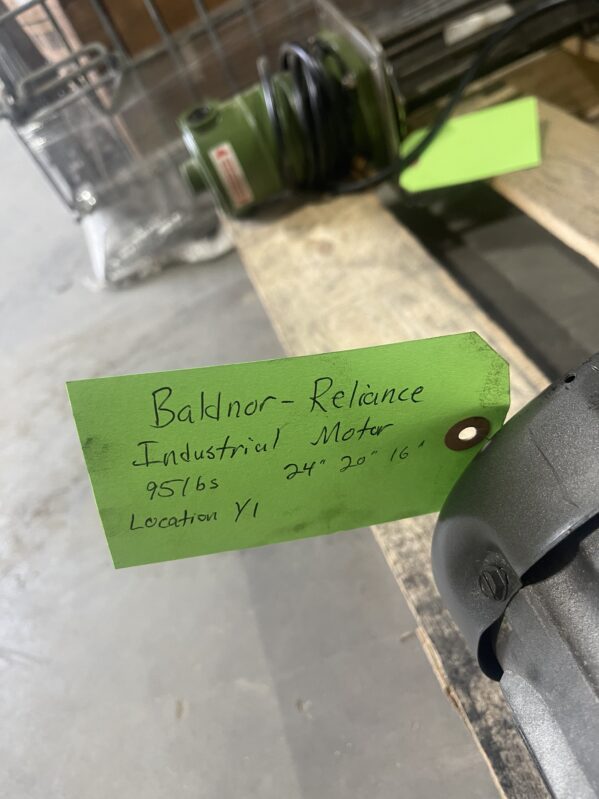 Baldnor - Reliance
Industrial Motor
95lbs 24" 20" 16"
Location Y1